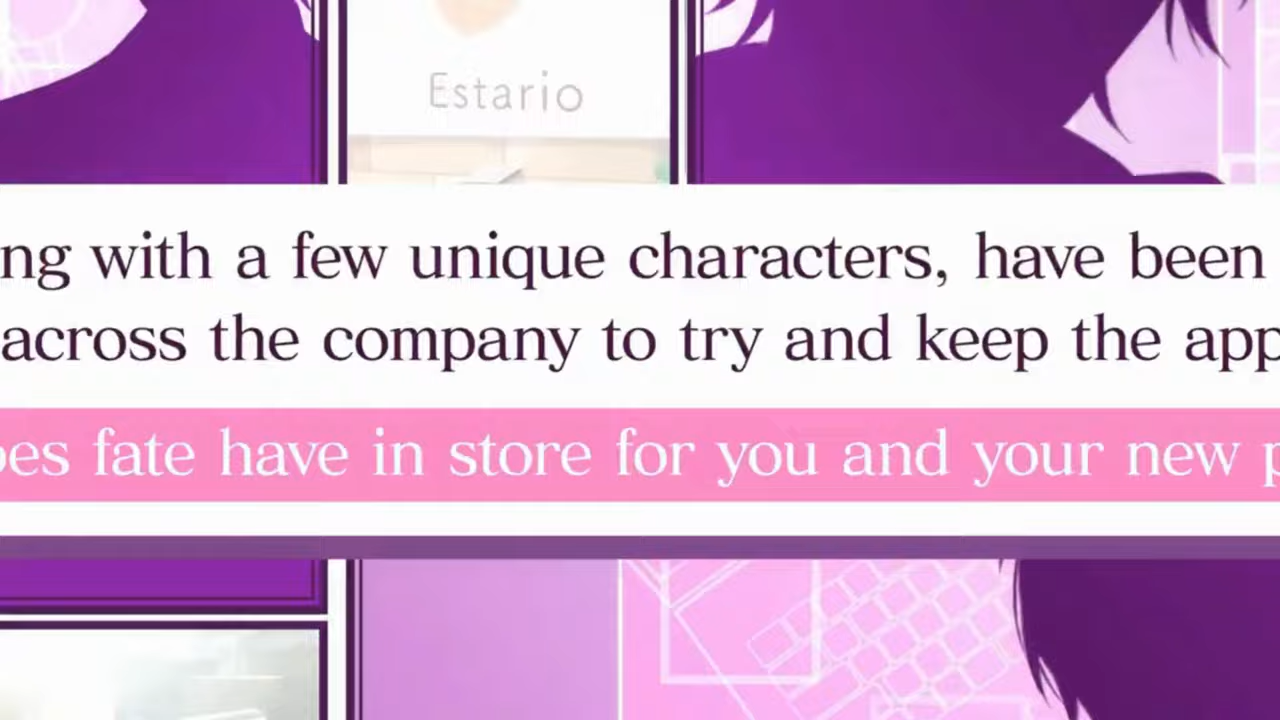 Estario
ng with a few unique characters, have been
across the company to try and keep the app
oes fate have in store for you and your new p